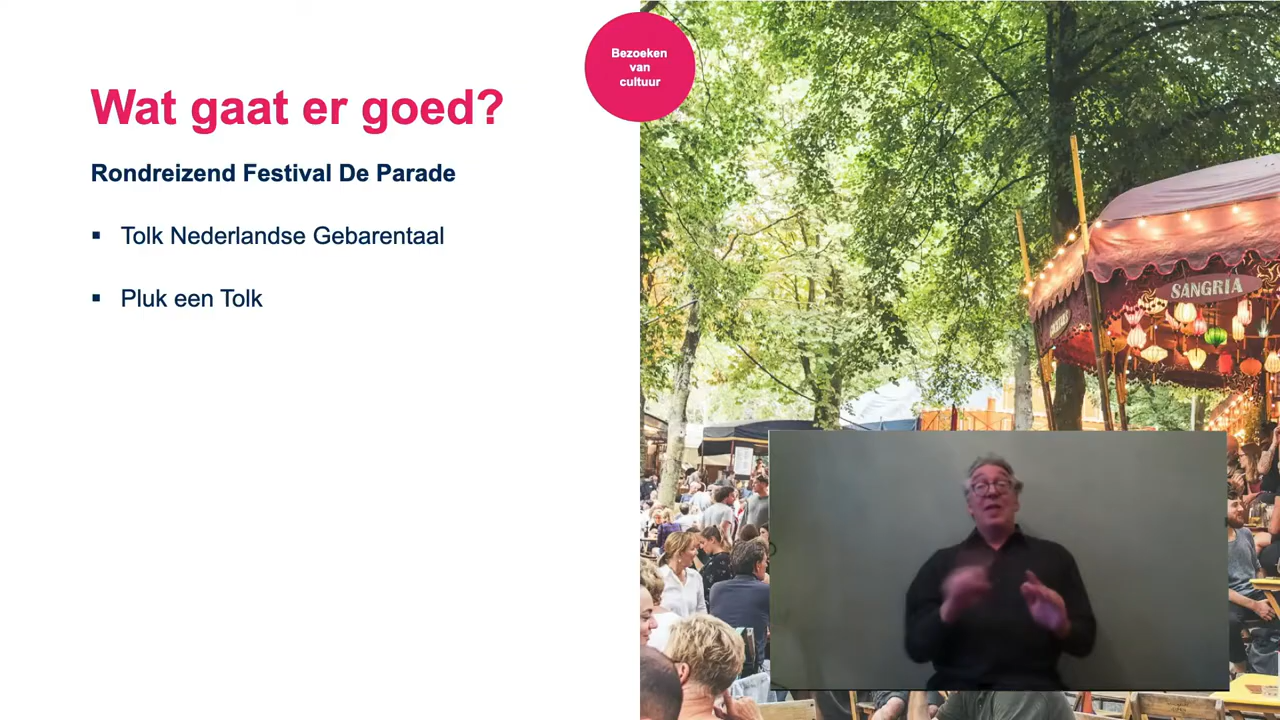 Bezoeken
van
cultuur
Wat gaat er goed?
Rondreizend Festival De Parade
▪ Tolk Nederlandse Gebarentaal
▪ Pluk een Tolk
SANGRIA